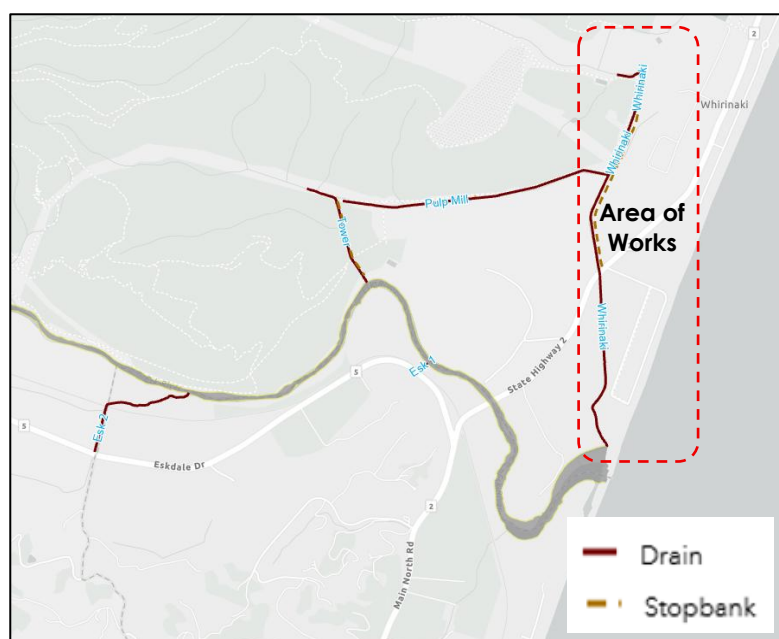 2
Whirinaki
Whirinaki
Whirinaki
Pulp Mill
Area of
Works
Tower
Whirinaki
State Highway 2
Esk 1
5
Esk 2
5
Eskdale Dr
2
Main North Rd
Drain
Stopbank